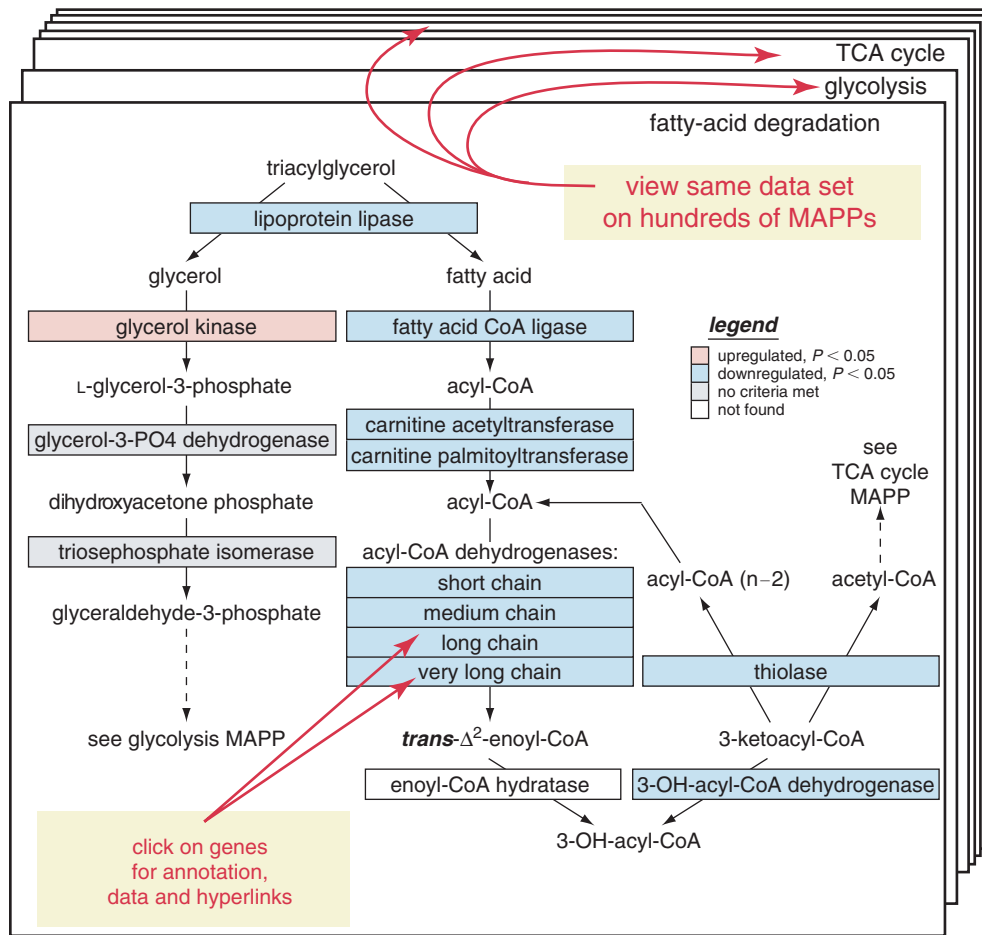 TCA cycle
glycolysis
fatty-acid degradation
view same data set
on hundreds of MAPPs
triacylglycerol
lipoprotein lipase
glycerol
fatty acid
glycerol kinase
fatty acid CoA ligase
legend
upregulated, P < 0.05
downregulated, P < 0.05
no criteria met
not found
L-glycerol-3-phosphate
acyl-CoA
glycerol-3-PO4 dehydrogenase
carnitine acetyltransferase
carnitine palmitoyltransferase
see
TCA cycle
MAPP
dihydroxyacetone phosphate
acyl-CoA
triosephosphate isomerase
acyl-CoA dehydrogenases:
short chain
medium chain
long chain
very long chain
acyl-CoA (n−2)
acetyl-CoA
glyceraldehyde-3-phosphate
thiolase
see glycolysis MAPP
trans-Δ²-enoyl-CoA
3-ketoacyl-CoA
enoyl-CoA hydratase
3-OH-acyl-CoA dehydrogenase
3-OH-acyl-CoA
click on genes
for annotation,
data and hyperlinks